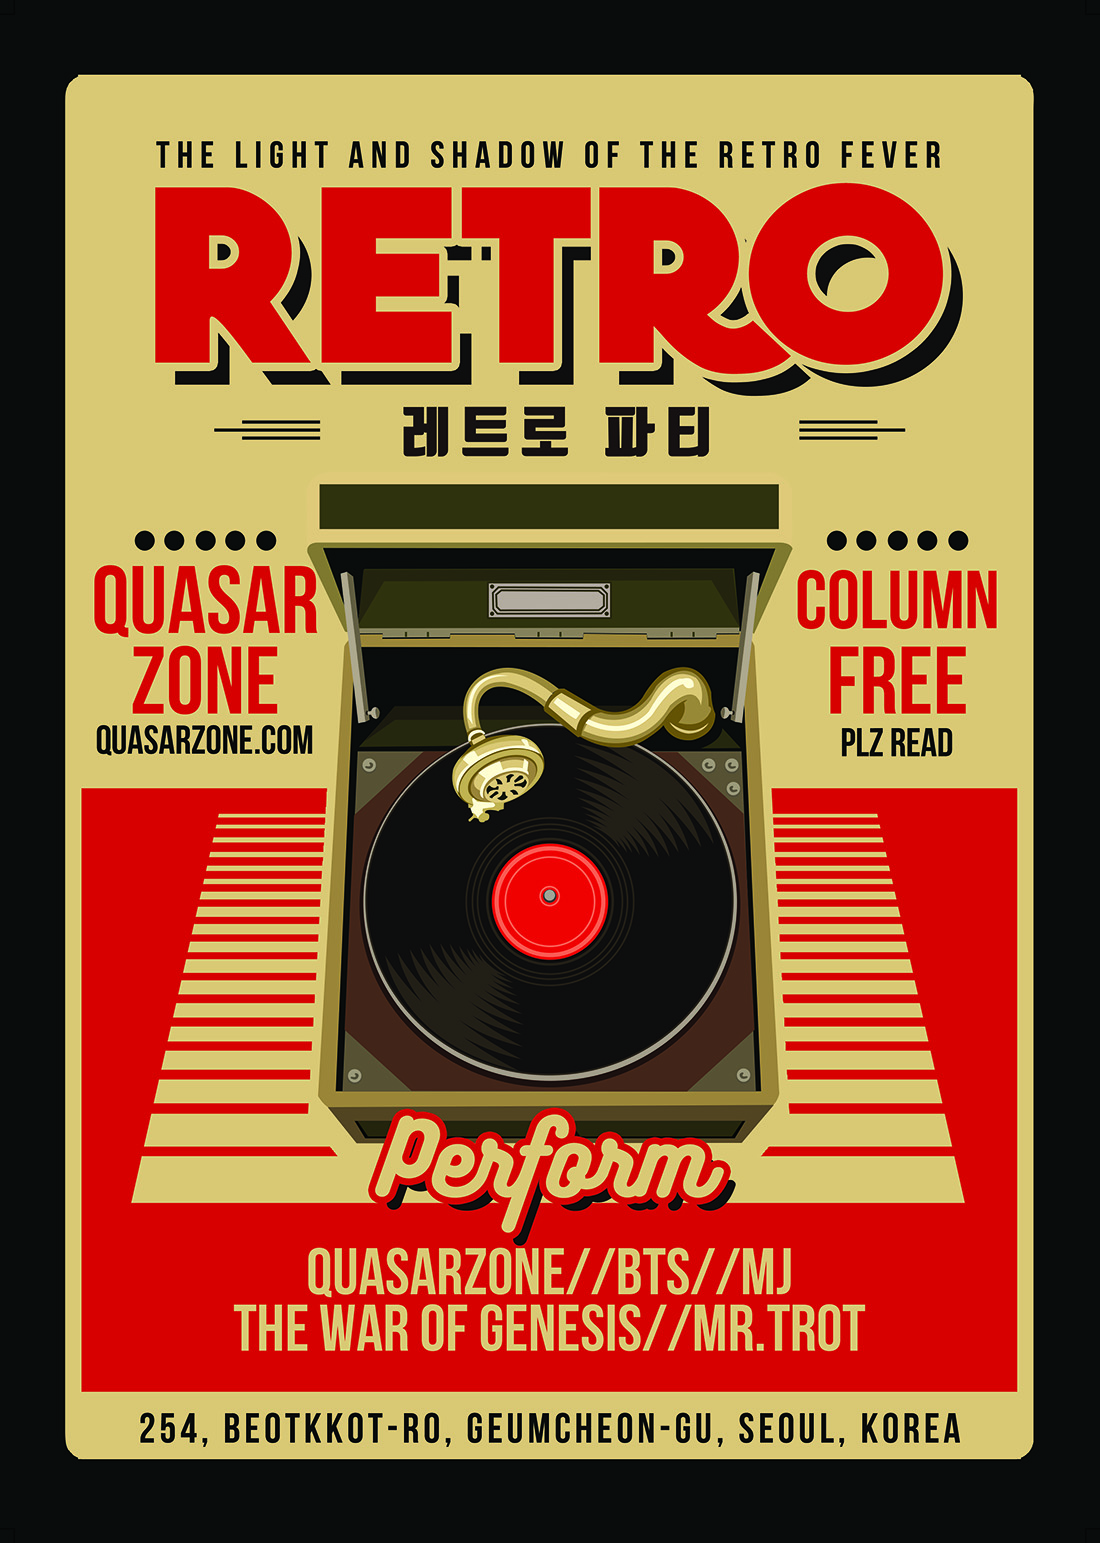 THE LIGHT AND SHADOW OF THE RETRO FEVER
RETRO
레트로 파티
QUASAR
ZONE
QUASARZONE.COM
COLUMN
FREE
PLZ READ
Perform
QUASARZONE//BTS//MJ
THE WAR OF GENESIS//MR.TROT
254, BEOTKKOT-RO, GEUMCHEON-GU, SEOUL, KOREA